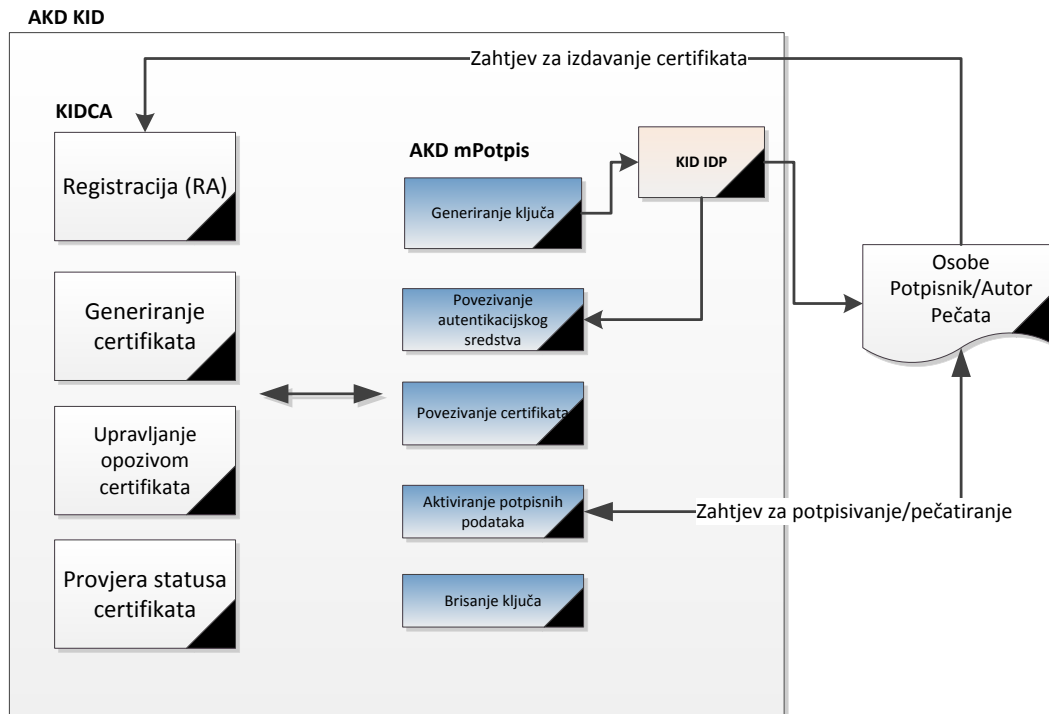 AKD KID
Zahtjev za izdavanje certifikata
KIDCA
Registracija (RA)
Generiranje
certifikata
Upravljanje
opozivom
certifikata
Provjera statusa
certifikata
AKD mPotpis
Generiranje ključa
Povezivanje
autentikacijskog
sredstva
Povezivanje certifikata
Aktiviranje potpisnih
podataka
Brisanje ključa
KID IDP
Osobe
Potpisnik/Autor
Pečata
Zahtjev za potpisivanje/pečatiranje